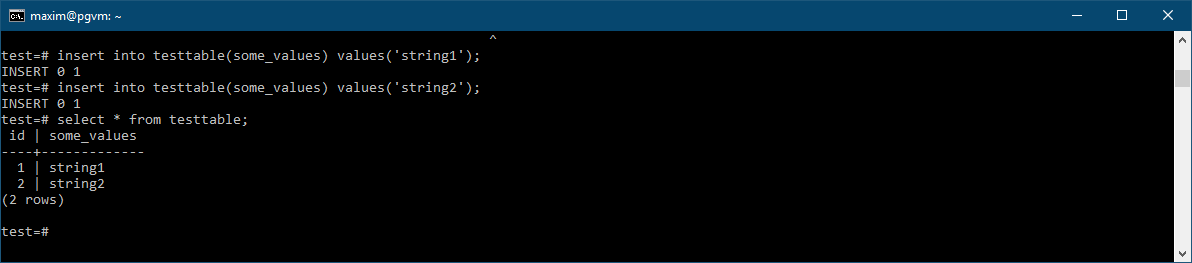 maxim@pgvm: ~
^
test=# insert into testtable(some_values) values('string1');
INSERT 0 1
test=# insert into testtable(some_values) values('string2');
INSERT 0 1
test=# select * from testtable;
 id | some_values
----+-------------
  1 | string1
  2 | string2
(2 rows)
test=#